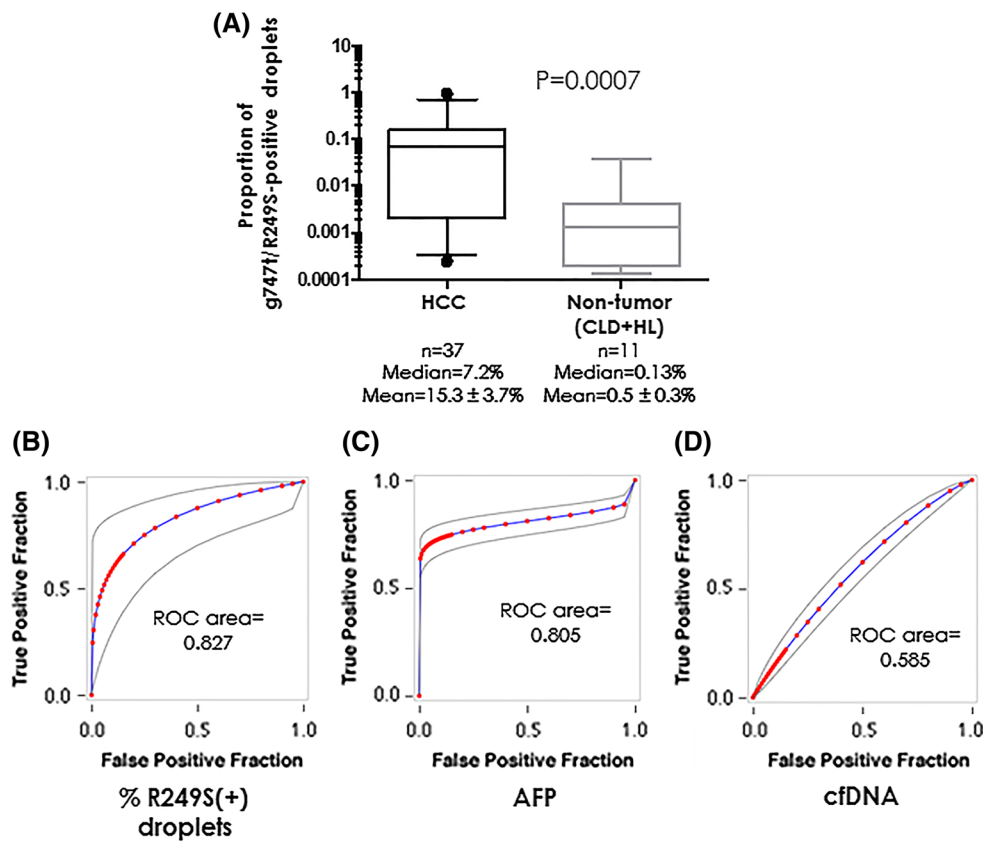 (A)
Proportion of
g747t/R249S-positive droplets
10
1
0.1
0.01
0.001
0.0001
P=0.0007
HCC
Non-tumor
(CLD+HL)
n=37
Median=7.2%
Mean=15.3 ± 3.7%
n=11
Median=0.13%
Mean=0.5 ± 0.3%
(B)
True Positive Fraction
1.0
0.5
0.0
ROC area=
0.827
0.0 0.5 1.0
False Positive Fraction
% R249S(+)
droplets
(C)
True Positive Fraction
1.0
0.5
0.0
ROC area=
0.805
0.0 0.5 1.0
False Positive Fraction
AFP
(D)
True Positive Fraction
1.0
0.5
0.0
ROC area=
0.585
0.0 0.5 1.0
False Positive Fraction
cfDNA